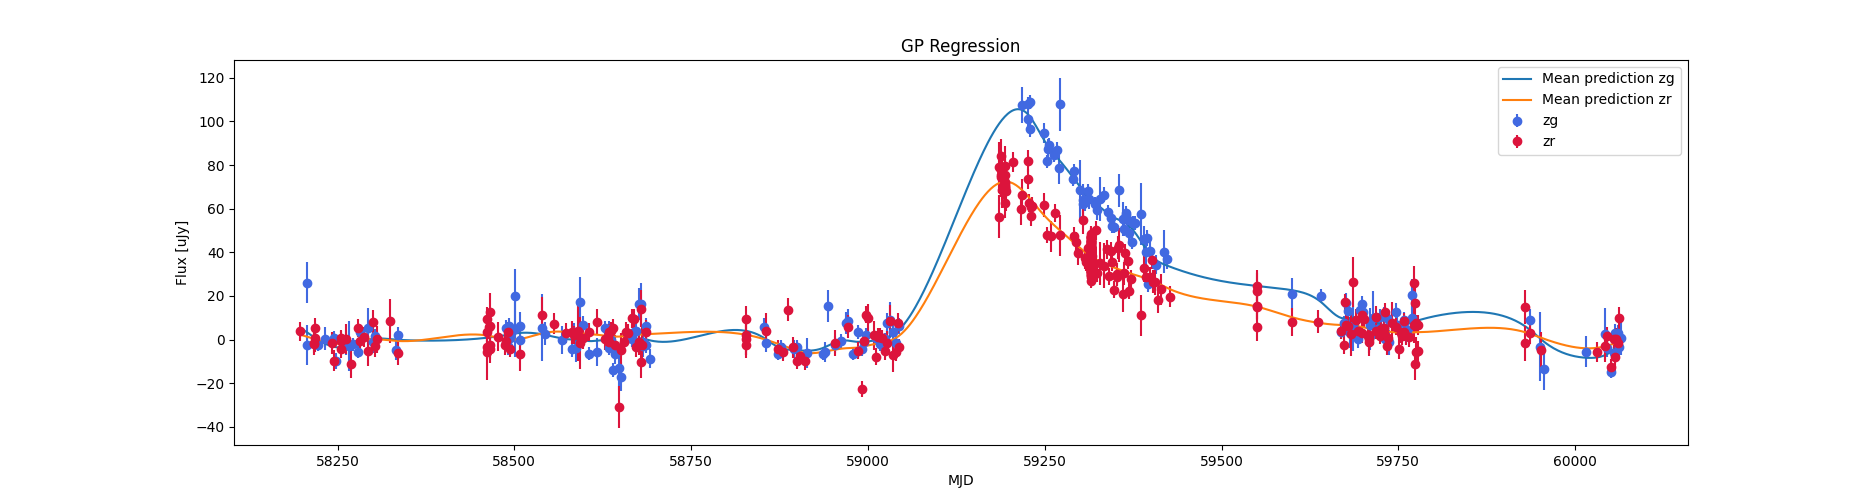 GP Regression
120
100
80
60
40
20
0
−20
−40
Flux [uJy]
58250 58500 58750 59000 59250 59500 59750 60000
MJD
Mean prediction zg
Mean prediction zr
zg
zr